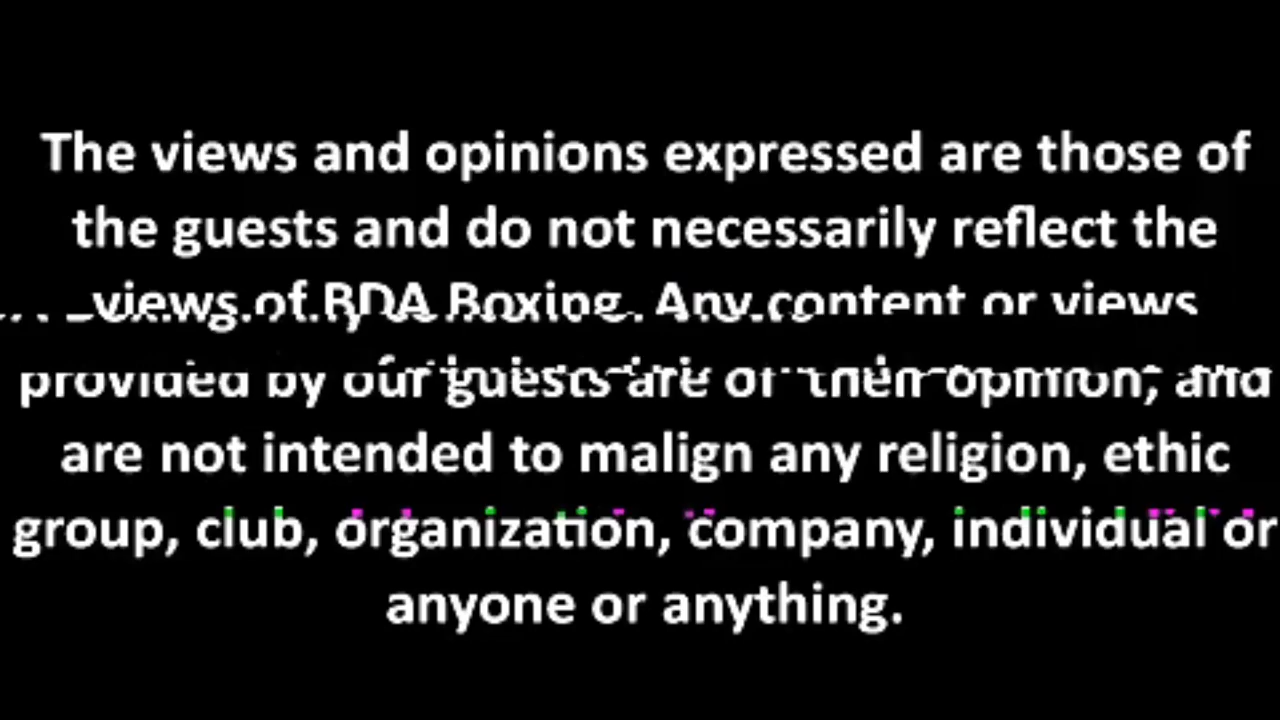 The views and opinions expressed are those of
the guests and do not necessarily reflect the
views of BDA Boxing. Any content or views
provided by our guests are of their opinion, and
are not intended to malign any religion, ethic
group, club, organization, company, individual or
anyone or anything.